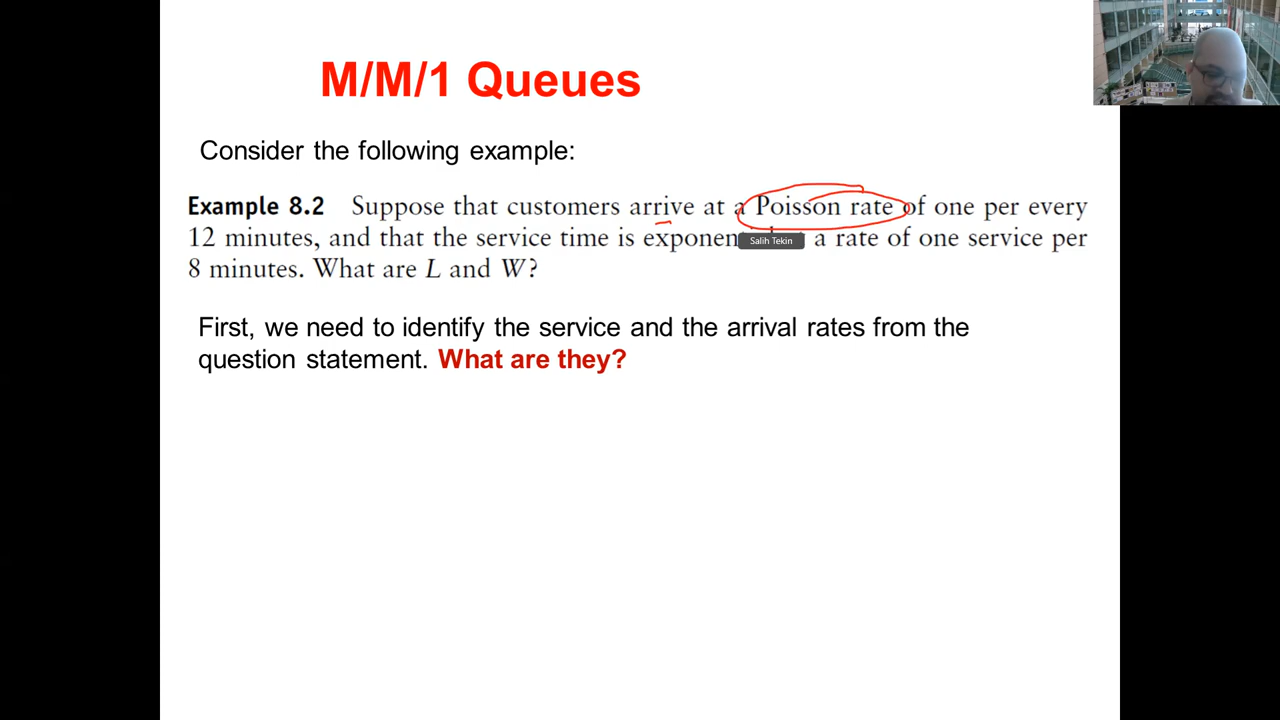 M/M/1 Queues
Consider the following example:
Example 8.2 Suppose that customers arrive at a Poisson rate of one per every
12 minutes, and that the service time is exponen a rate of one service per
Salih Tekin
8 minutes. What are L and W?
First, we need to identify the service and the arrival rates from the
question statement. What are they?